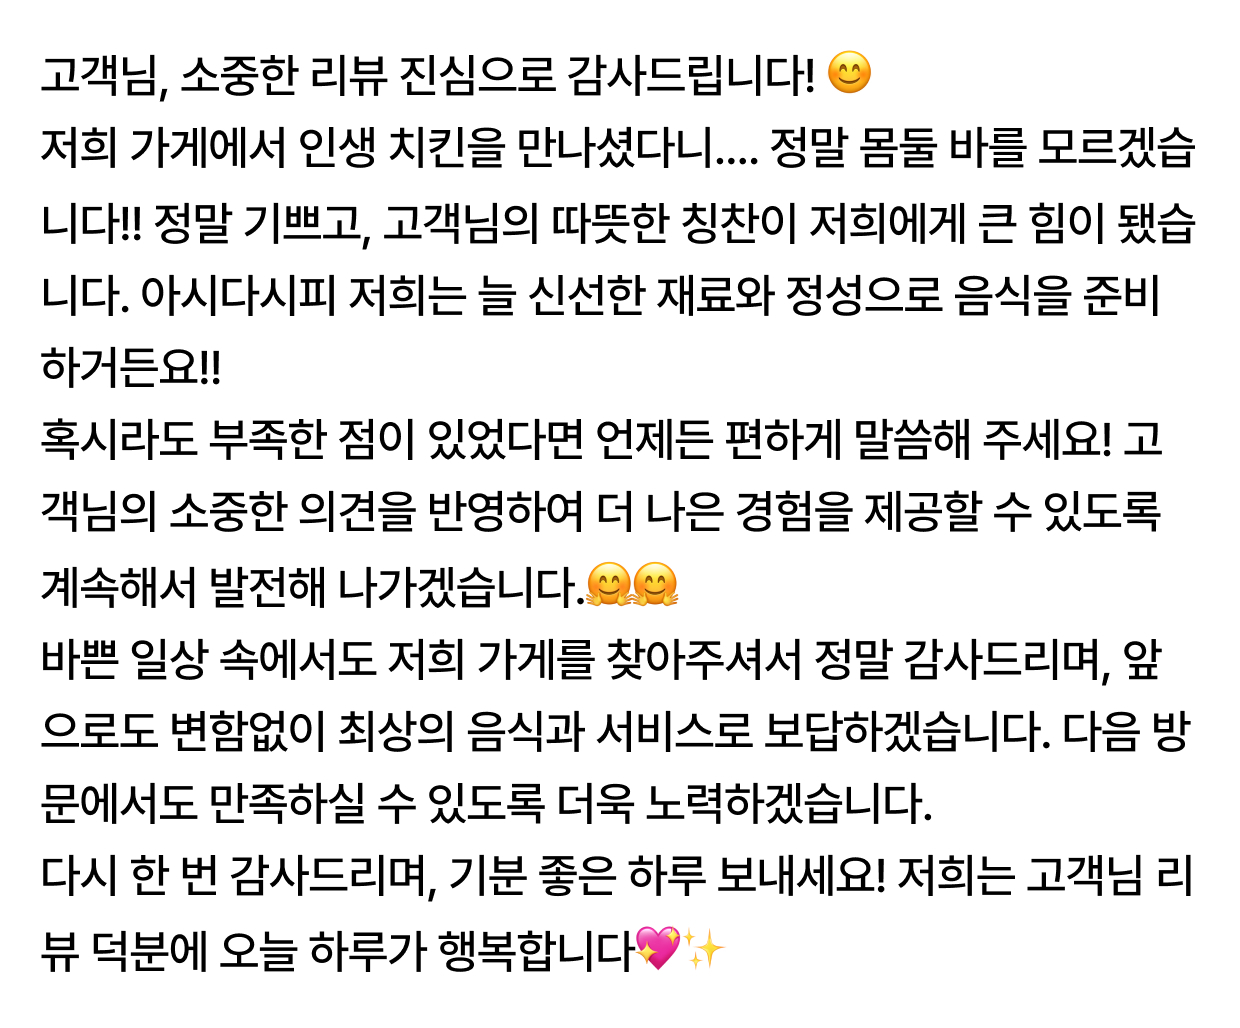 고객님, 소중한 리뷰 진심으로 감사드립니다! 😊
저희 가게에서 인생 치킨을 만나셨다니.... 정말 몸둘 바를 모르겠습
니다!! 정말 기쁘고, 고객님의 따뜻한 칭찬이 저희에게 큰 힘이 됐습
니다. 아시다시피 저희는 늘 신선한 재료와 정성으로 음식을 준비
하거든요!!
혹시라도 부족한 점이 있었다면 언제든 편하게 말씀해 주세요! 고
객님의 소중한 의견을 반영하여 더 나은 경험을 제공할 수 있도록
계속해서 발전해 나가겠습니다.🤗🤗
바쁜 일상 속에서도 저희 가게를 찾아주셔서 정말 감사드리며, 앞
으로도 변함없이 최상의 음식과 서비스로 보답하겠습니다. 다음 방
문에서도 만족하실 수 있도록 더욱 노력하겠습니다.
다시 한 번 감사드리며, 기분 좋은 하루 보내세요! 저희는 고객님 리
뷰 덕분에 오늘 하루가 행복합니다💖✨